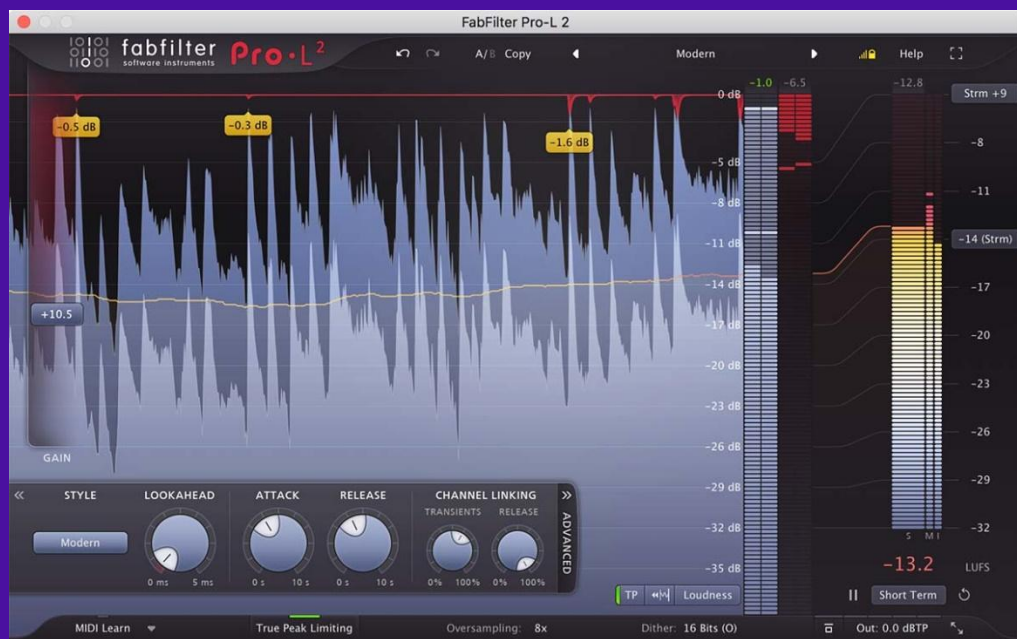 FabFilter Pro-L 2
fabfilter
software instruments
Pro·L²
A/B Copy
Modern
Help
-1.0 -6.5
-12.8
0 dB
Strm +9
-0.5 dB
-0.3 dB
-1.6 dB
-8
-5 dB
-11
-8 dB
-11 dB
-14 (Strm)
-14 dB
-17
+10.5
-17 dB
-20
-20 dB
-23
-23 dB
-26
-26 dB
GAIN
-29
-29 dB
STYLE LOOKAHEAD ATTACK RELEASE CHANNEL LINKING
TRANSIENTS RELEASE
ADVANCED
-32 dB
-32
S M I
Modern
-13.2 LUFS
-35 dB
0 ms 5 ms 0 s 10 s 0 s 10 s 0% 100% 0% 100%
TP Loudness
Short Term
MIDI Learn True Peak Limiting Oversampling: 8x Dither: 16 Bits (O) Out: 0.0 dBTP